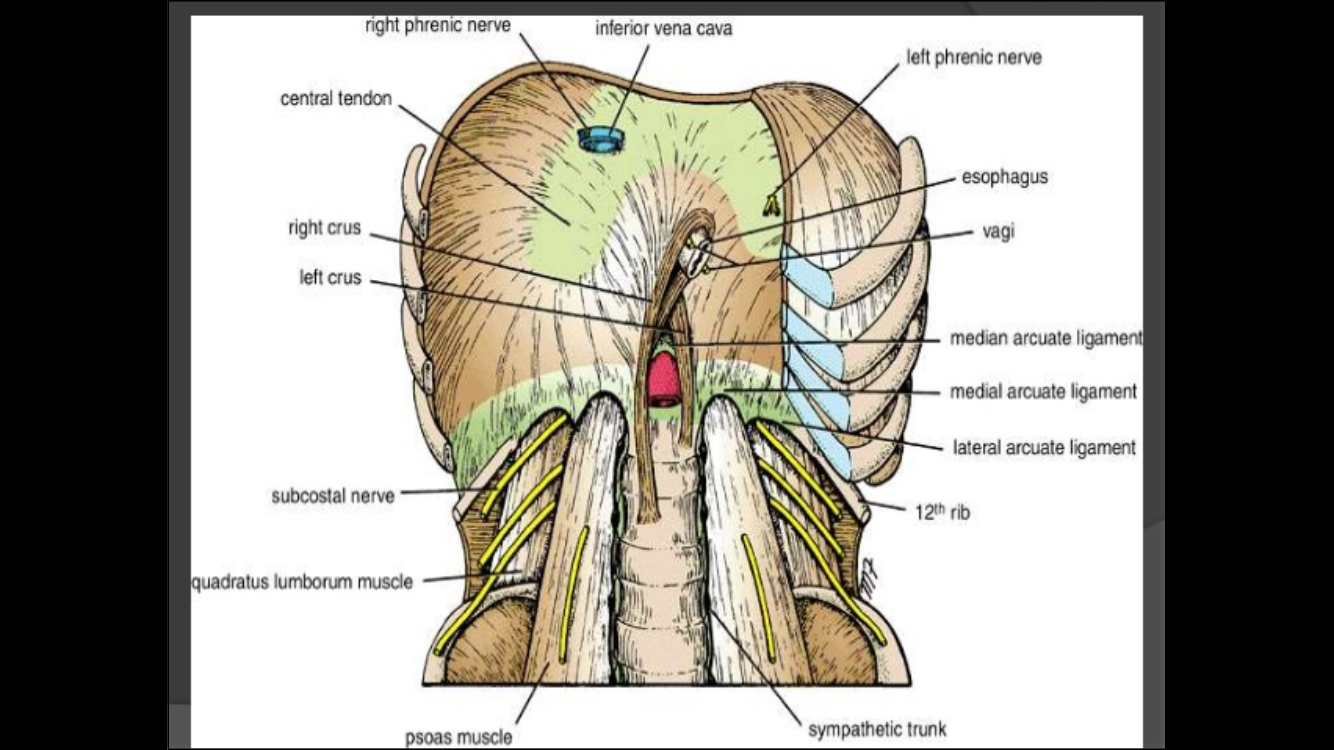 right phrenic nerve
inferior vena cava
left phrenic nerve
central tendon
esophagus
right crus
vagi
left crus
median arcuate ligament
medial arcuate ligament
lateral arcuate ligament
subcostal nerve
12th rib
quadratus lumborum muscle
psoas muscle
sympathetic trunk